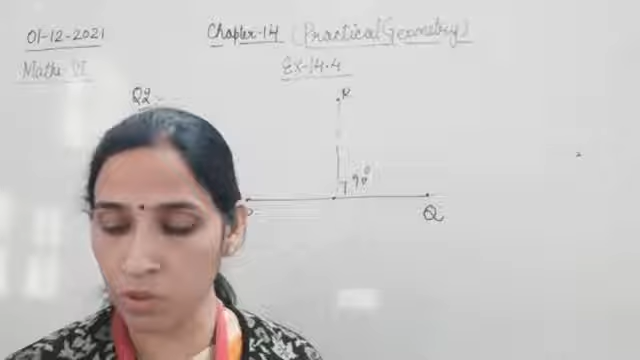 01-12-2021
Chapter-14 (Practical Geometry)
Maths-VI
Ex-14.4
Q2
R
90°
Q